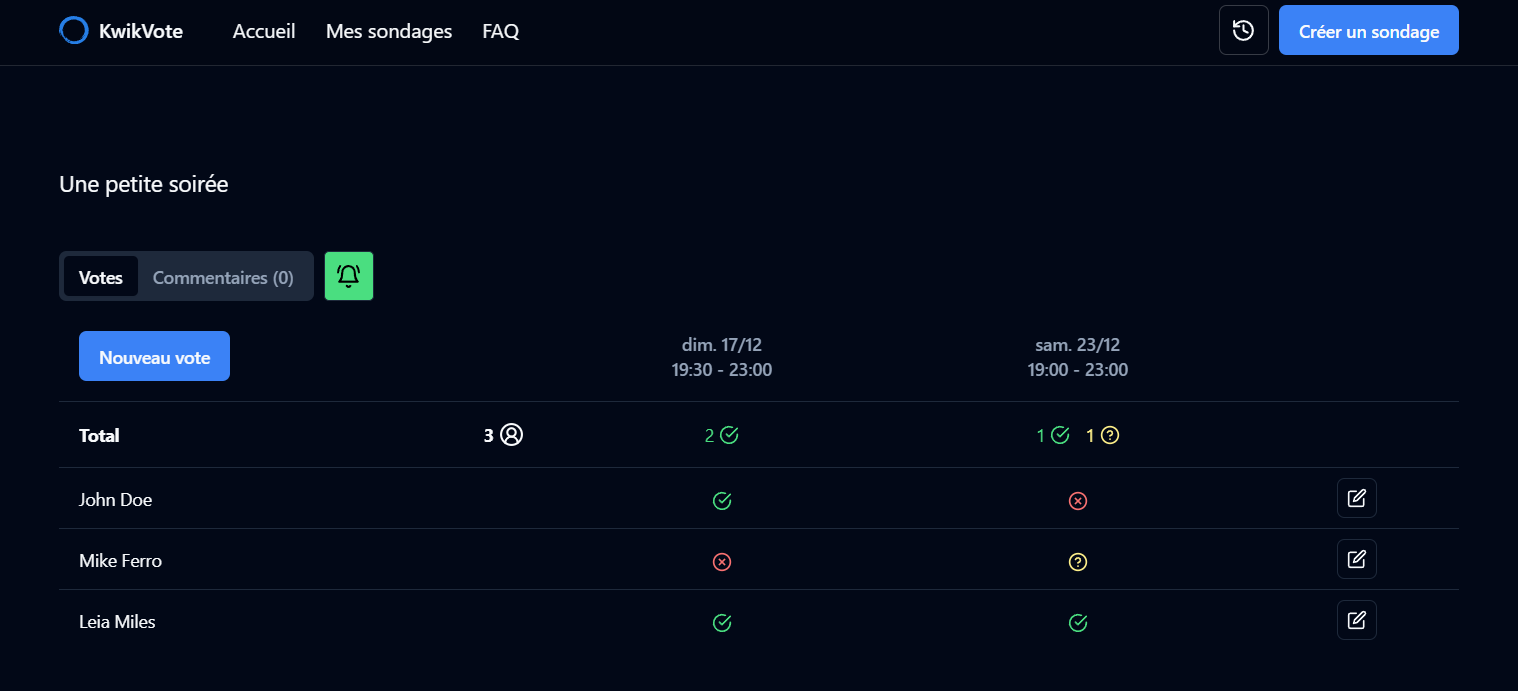 KwikVote Accueil Mes sondages FAQ Créer un sondage
Une petite soirée
Votes Commentaires (0)
Nouveau vote
dim. 17/12
19:30 - 23:00
sam. 23/12
19:00 - 23:00
Total 3 2 1 1
John Doe
Mike Ferro
Leia Miles